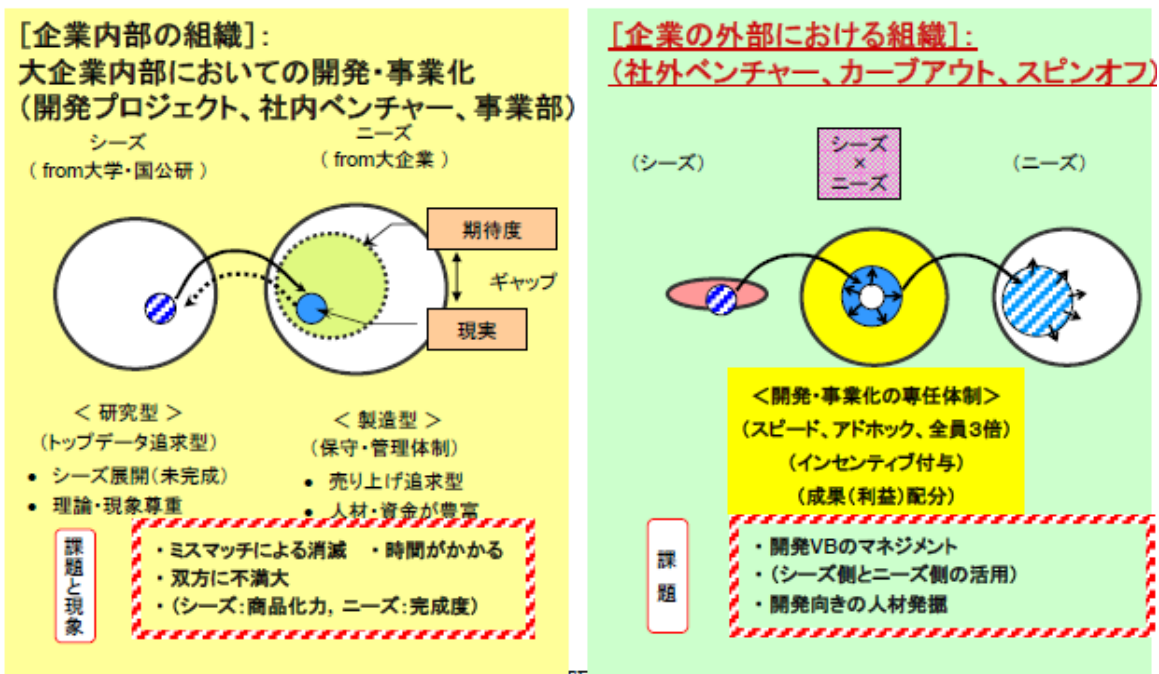 [企業内部の組織]:
大企業内部においての開発・事業化
(開発プロジェクト、社内ベンチャー、事業部)
シーズ
( from大学・国公研 )
ニーズ
( from大企業 )
期待度
ギャップ
現実
< 研究型 >
(トップデータ追求型)
• シーズ展開(未完成)
• 理論・現象尊重
< 製造型 >
(保守・管理体制)
• 売り上げ追求型
• 人材・資金が豊富
課題と現象
・ミスマッチによる消滅 ・時間がかかる
・双方に不満大
・(シーズ:商品化力, ニーズ:完成度)
[企業の外部における組織]:
(社外ベンチャー、カーブアウト、スピンオフ)
(シーズ)
シーズ
×
ニーズ
(ニーズ)
<開発・事業化の専任体制>
(スピード、アドホック、全員3倍)
(インセンティブ付与)
(成果(利益)配分)
課題
・開発VBのマネジメント
・(シーズ側とニーズ側の活用)
・開発向きの人材発掘